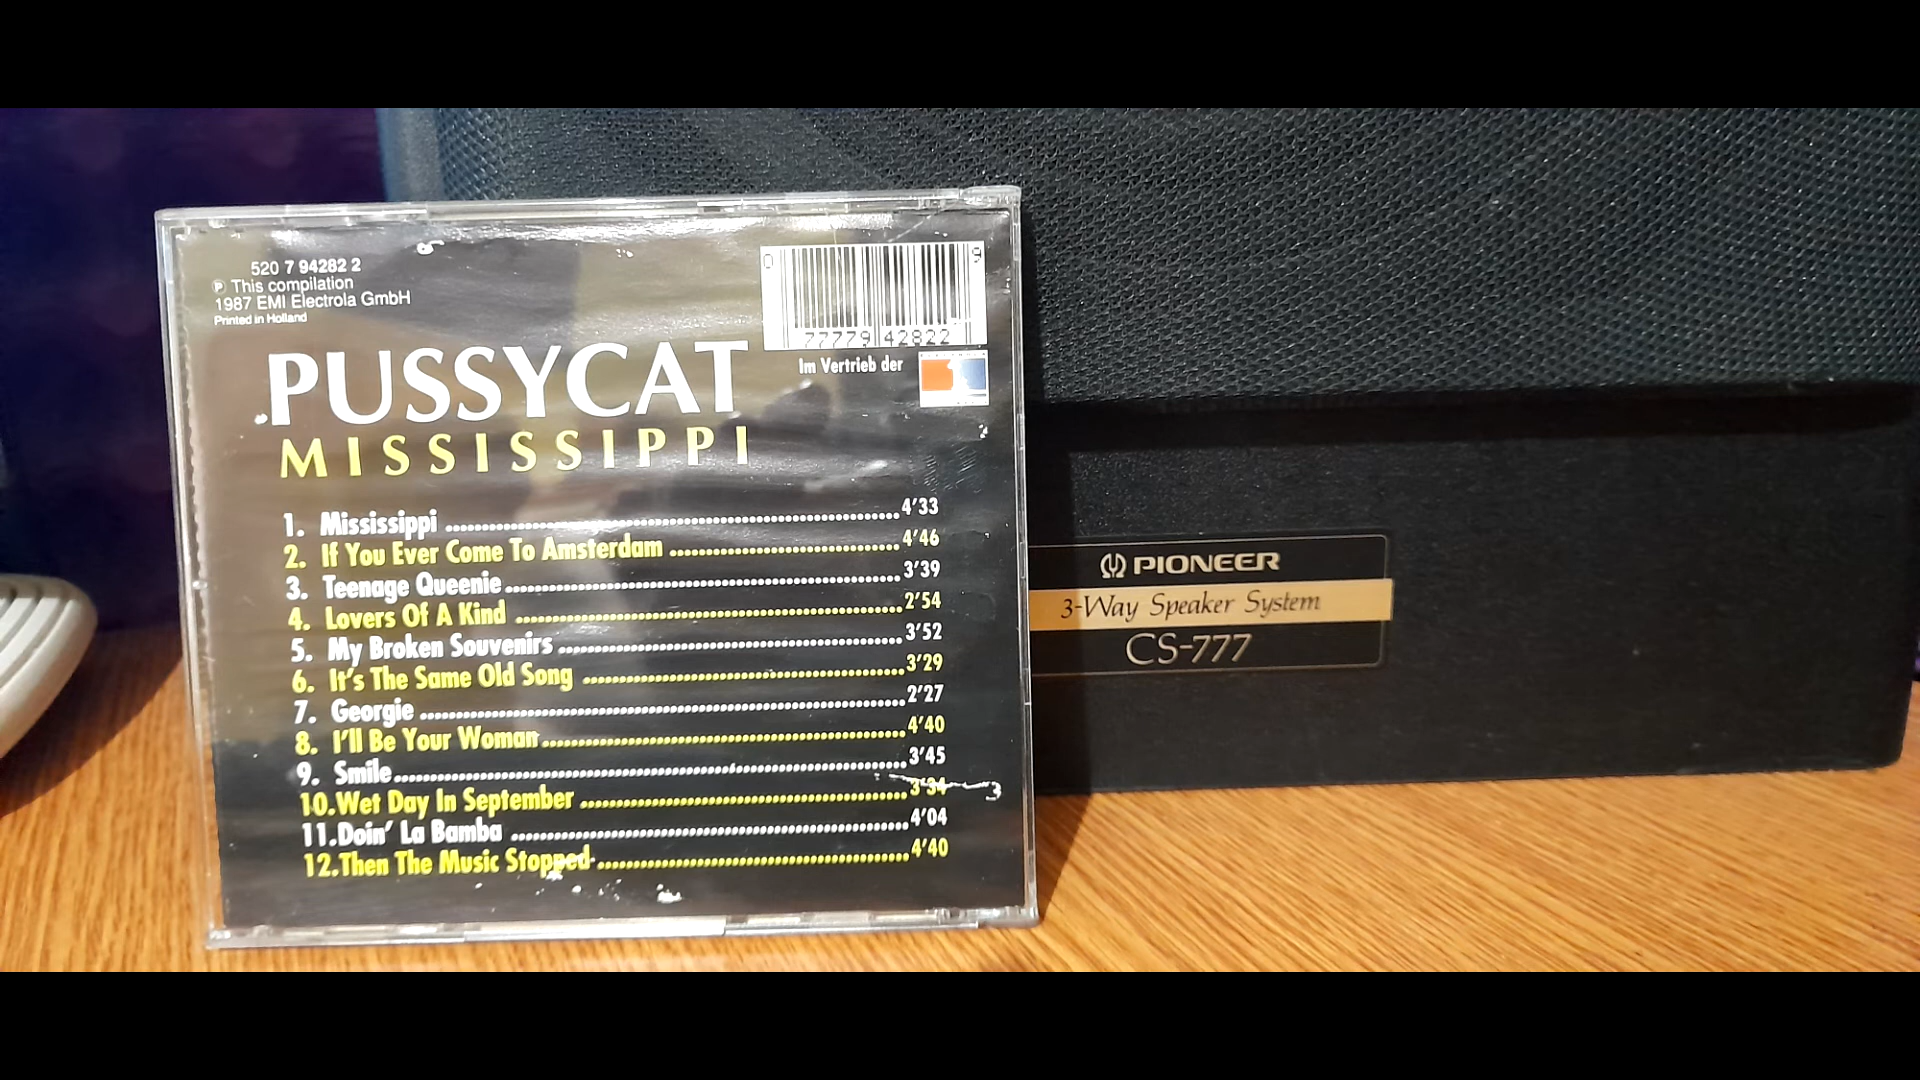 520 7 94282 2
℗ This compilation
1987 EMI Electrola GmbH
Printed in Holland
77779 42822
Im Vertrieb der
PUSSYCAT
MISSISSIPPI
1. Mississippi 4'33
2. If You Ever Come To Amsterdam 4'46
3. Teenage Queenie 3'39
4. Lovers Of A Kind 2'54
5. My Broken Souvenirs 3'52
6. It's The Same Old Song 3'29
7. Georgie 2'27
8. I'll Be Your Woman 4'40
9. Smile 3'45
10. Wet Day In September 3'34
11. Doin' La Bamba 4'04
12. Then The Music Stopped 4'40
PIONEER
3-Way Speaker System
CS-777